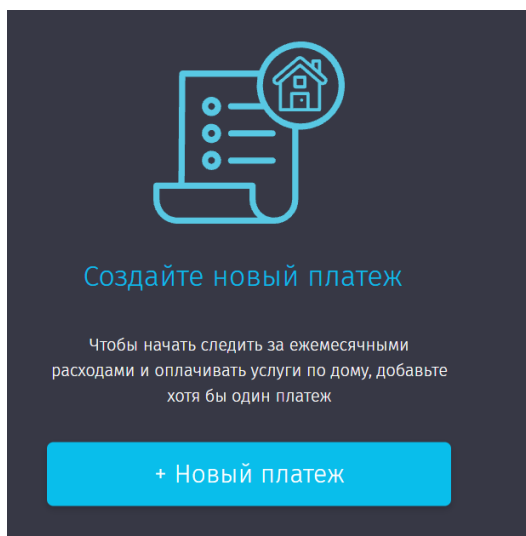 Создайте новый платеж
Чтобы начать следить за ежемесячными
расходами и оплачивать услуги по дому, добавьте
хотя бы один платеж
+ Новый платеж